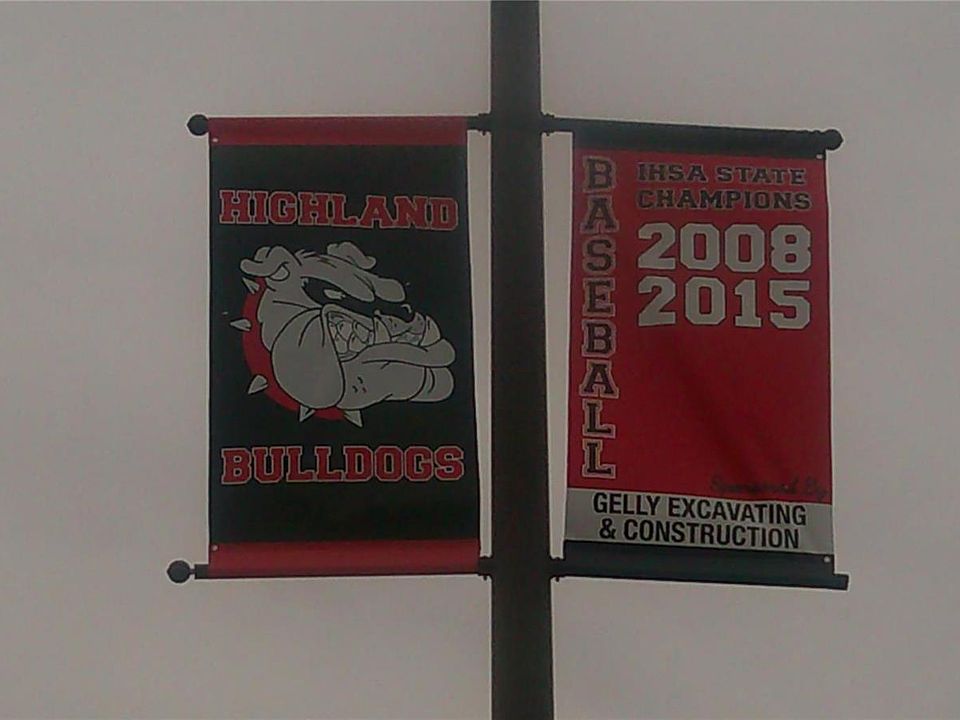 HIGHLAND
BULLDOGS
BASEBALL
IHSA STATE
CHAMPIONS
2008
2015
Sponsored By
GELLY EXCAVATING
& CONSTRUCTION